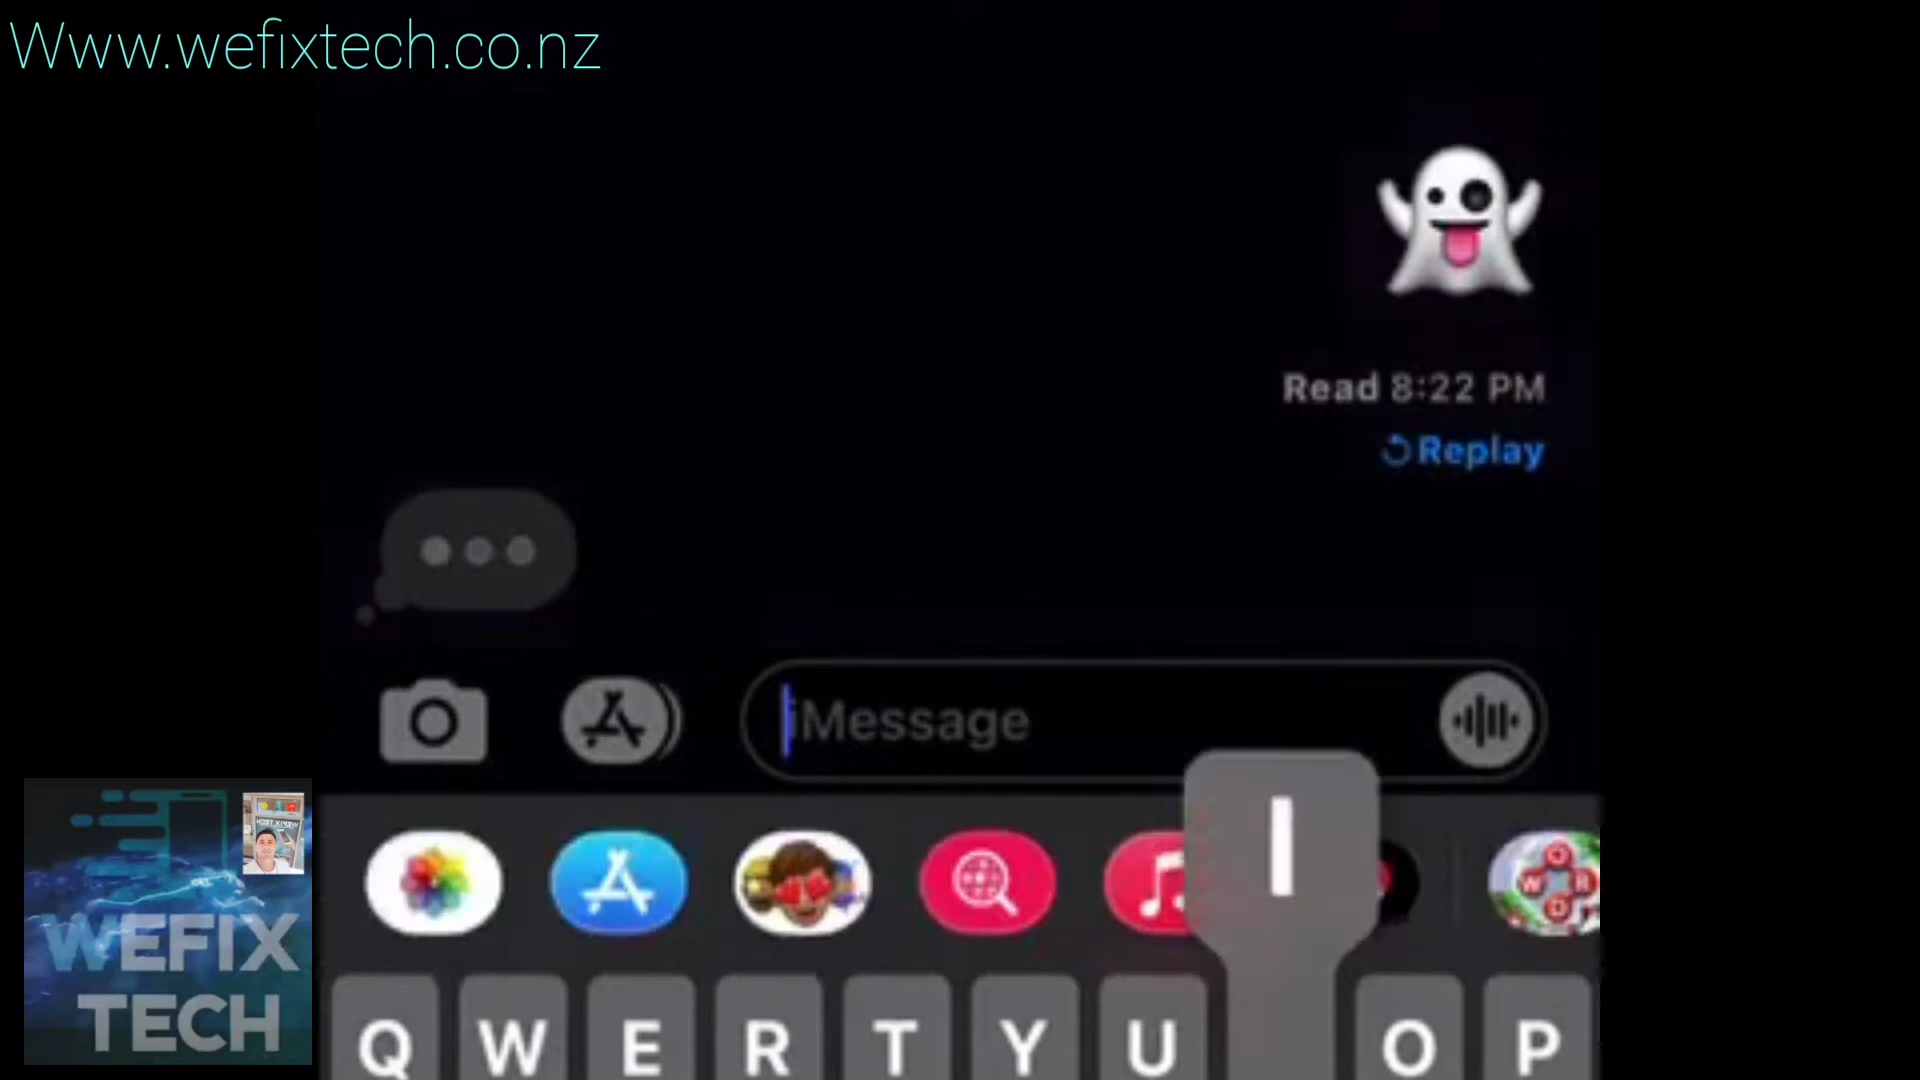 Www.wefixtech.co.nz
Read 8:22 PM
Replay
iMessage
I
Q W E R T Y U O P
WEFIX
TECH